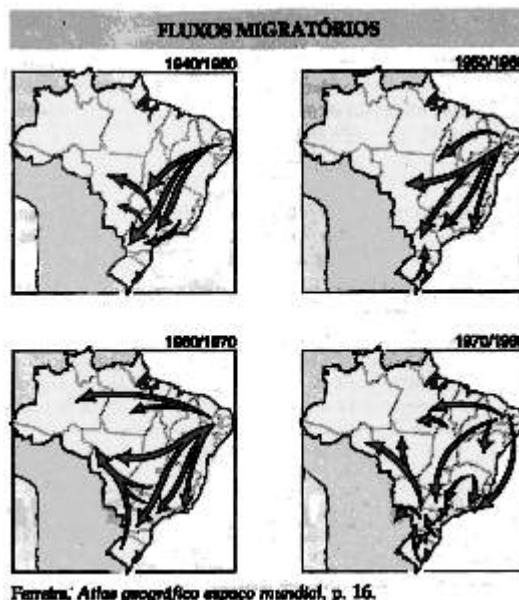 FLUXOS MIGRATÓRIOS
1940/1950
1950/1960
1960/1970
1970/1980
Ferreira. Atlas geográfico espaço mundial, p. 16.